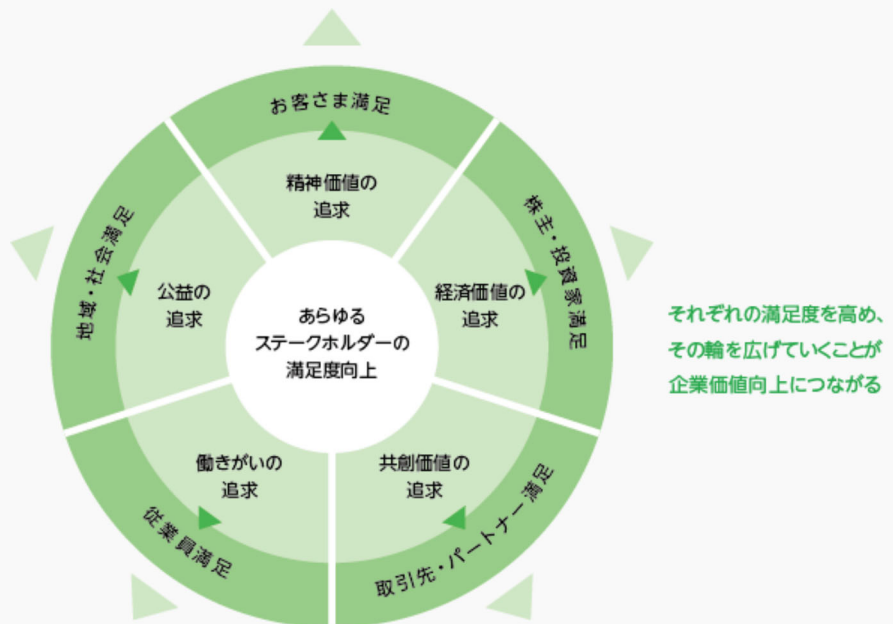 お客さま満足
精神価値の
追求
株主・投資家満足
経済価値の
追求
取引先・パートナー満足
共創価値の
追求
従業員満足
働きがいの
追求
地域・社会満足
公益の
追求
あらゆる
ステークホルダーの
満足度向上
それぞれの満足度を高め、
その輪を広げていくことが
企業価値向上につながる